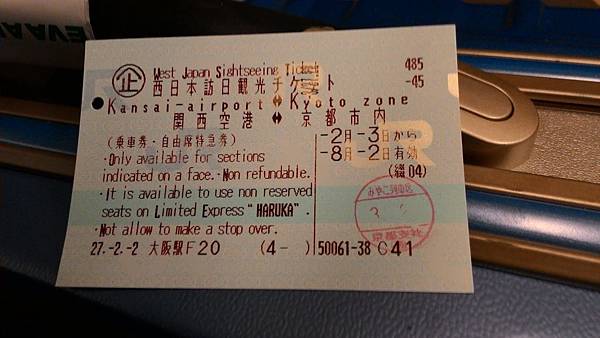 EVA
West Japan Sightseeing Ticket
485
企 西日本訪日観光チケット
-45
Kansai-airport ⇔ Kyoto zone
関西空港 ⇔ 京都市内
(乗車券・自由席特急券)
-2月-3日から
・Only available for sections
-8月-2日有効
indicated on a face.・Non refundable.
(綴04)
・It is available to use non reserved
seats on Limited Express "HARUKA".
・Not allow to make a stop over.
27.-2.-2 大阪駅F20 (4- ) 50061-38 C41